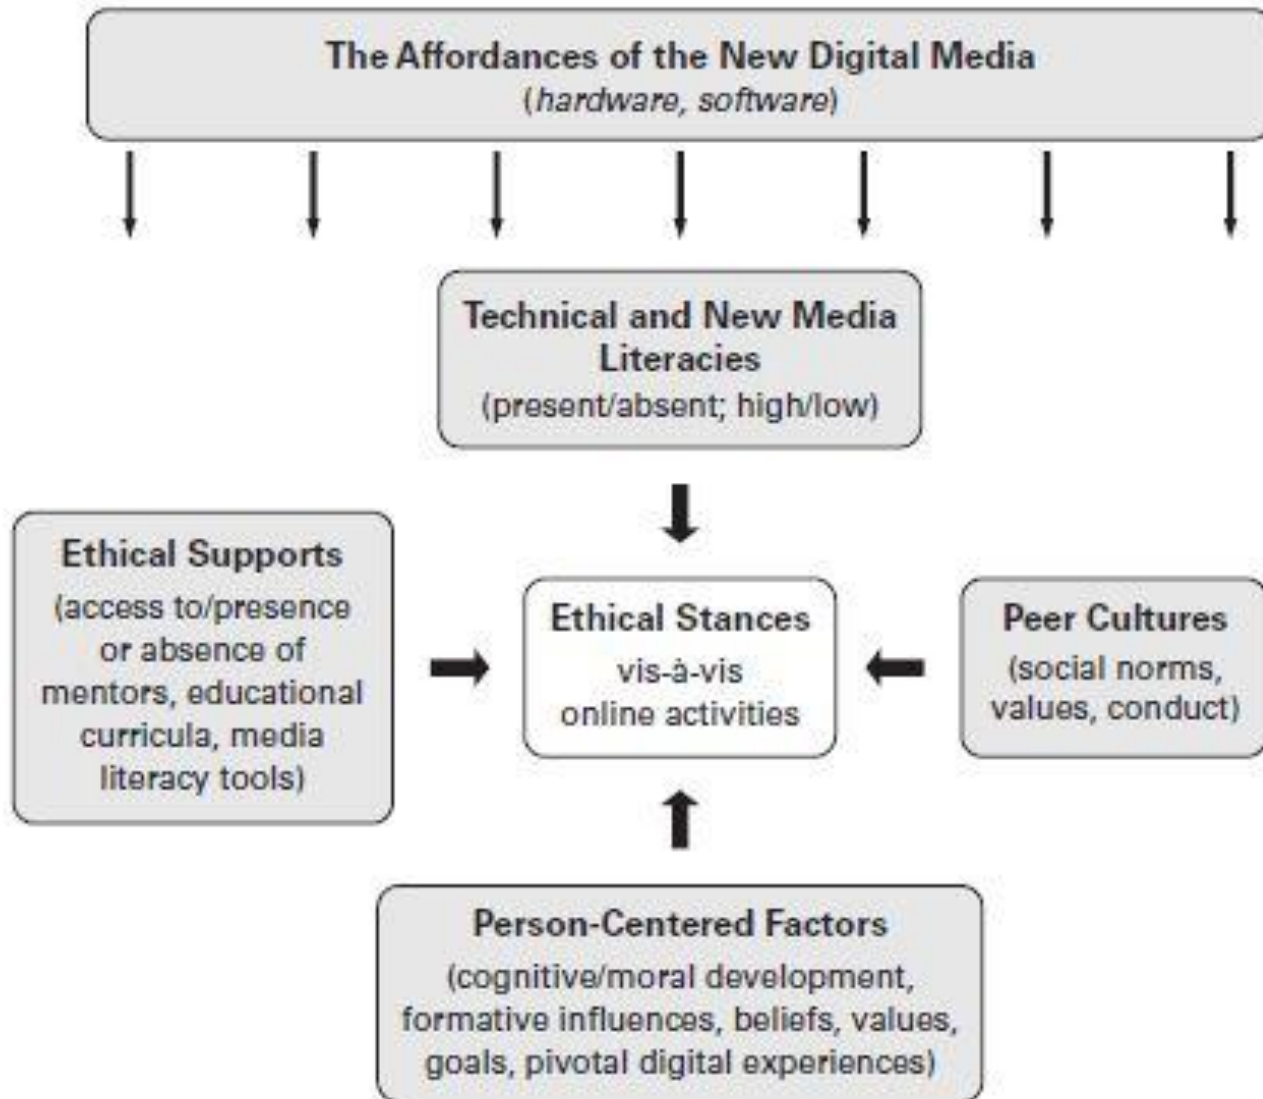 The Affordances of the New Digital Media
(hardware, software)
Technical and New Media
Literacies
(present/absent; high/low)
Ethical Supports
(access to/presence
or absence of
mentors, educational
curricula, media
literacy tools)
Ethical Stances
vis-à-vis
online activities
Peer Cultures
(social norms,
values, conduct)
Person-Centered Factors
(cognitive/moral development,
formative influences, beliefs, values,
goals, pivotal digital experiences)